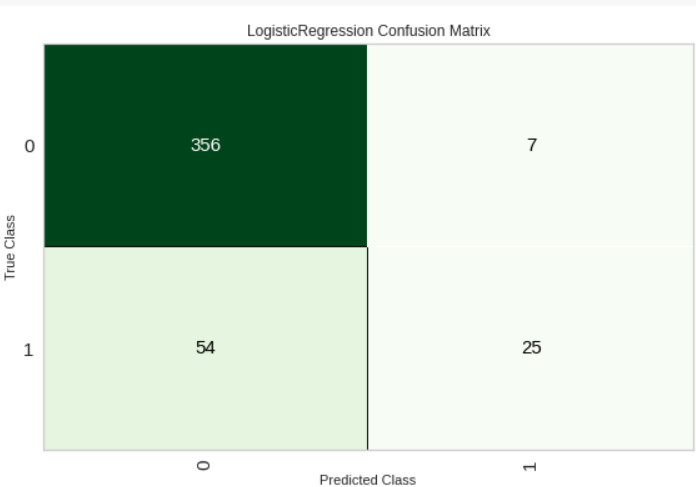 LogisticRegression Confusion Matrix
True Class
0
356
7
1
54
25
0
1
Predicted Class